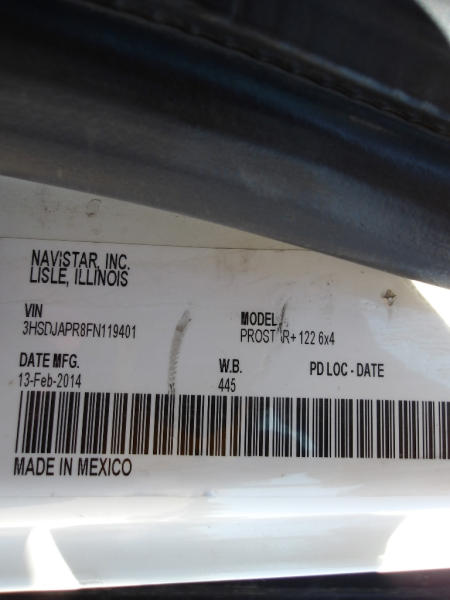 NAVISTAR, INC.
LISLE, ILLINOIS
VIN
MODEL
3HSDJAPR8FN119401
PROST R+ 122 6x4
DATE MFG.
W.B.
PD LOC - DATE
13-Feb-2014
445
MADE IN MEXICO